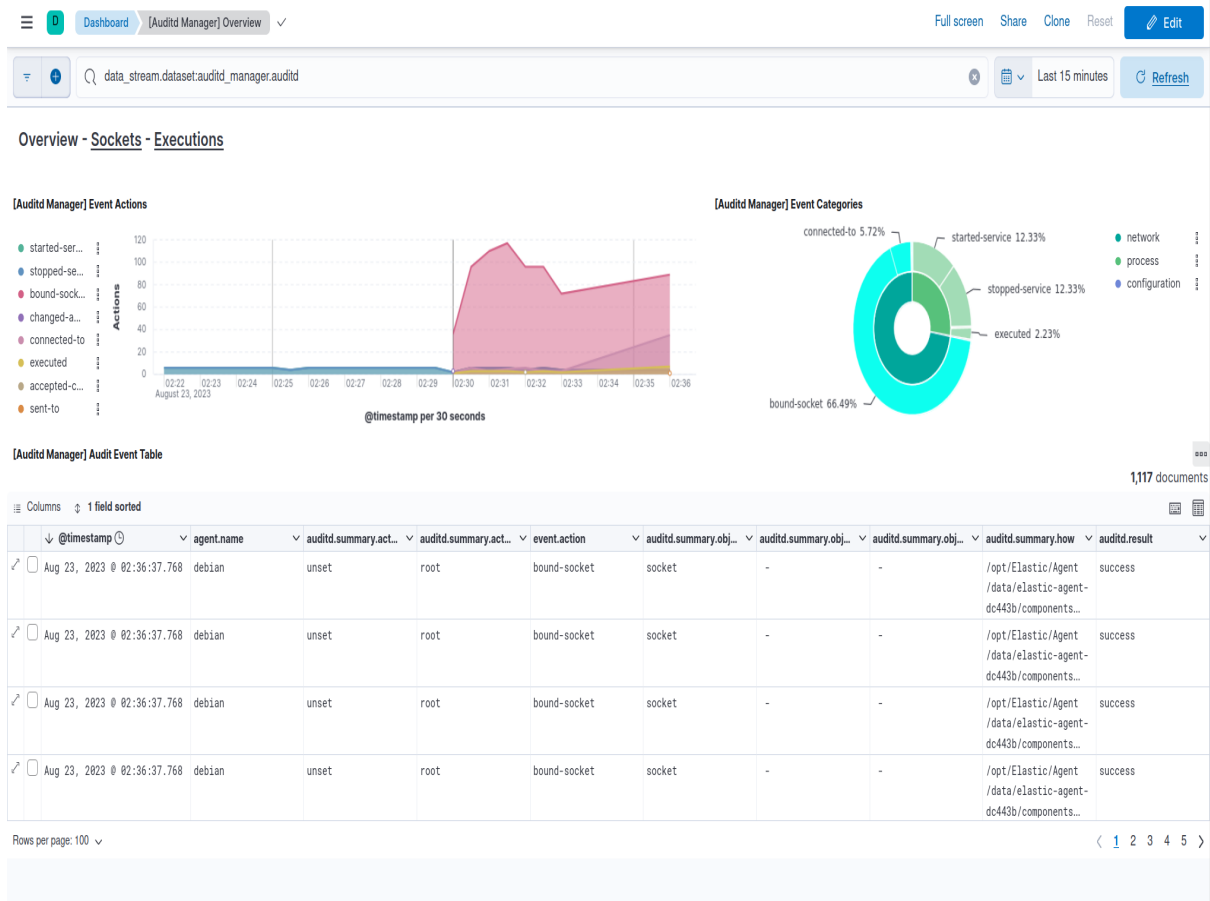 D Dashboard [Auditd Manager] Overview Full screen Share Clone Reset Edit
data_stream.dataset:auditd_manager.auditd Last 15 minutes Refresh
Overview - Sockets - Executions
[Auditd Manager] Event Actions
started-ser...
stopped-se...
bound-sock...
changed-a...
connected-to
executed
accepted-c...
sent-to
Actions
120
100
80
60
40
20
0
02:22 02:23 02:24 02:25 02:26 02:27 02:28 02:29 02:30 02:31 02:32 02:33 02:34 02:35 02:36
August 23, 2023
@timestamp per 30 seconds
[Auditd Manager] Event Categories
connected-to 5.72%
started-service 12.33%
stopped-service 12.33%
executed 2.23%
bound-socket 66.49%
network
process
configuration
[Auditd Manager] Audit Event Table
1,117 documents
Columns 1 field sorted
@timestamp agent.name auditd.summary.act... auditd.summary.act... event.action auditd.summary.obj... auditd.summary.obj... auditd.summary.obj... auditd.summary.how auditd.result
Aug 23, 2023 @ 02:36:37.768 debian unset root bound-socket socket - - /opt/Elastic/Agent success
/data/elastic-agent-
dc443b/components...
Aug 23, 2023 @ 02:36:37.768 debian unset root bound-socket socket - - /opt/Elastic/Agent success
/data/elastic-agent-
dc443b/components...
Aug 23, 2023 @ 02:36:37.768 debian unset root bound-socket socket - - /opt/Elastic/Agent success
/data/elastic-agent-
dc443b/components...
Aug 23, 2023 @ 02:36:37.768 debian unset root bound-socket socket - - /opt/Elastic/Agent success
/data/elastic-agent-
dc443b/components...
Rows per page: 100 1 2 3 4 5